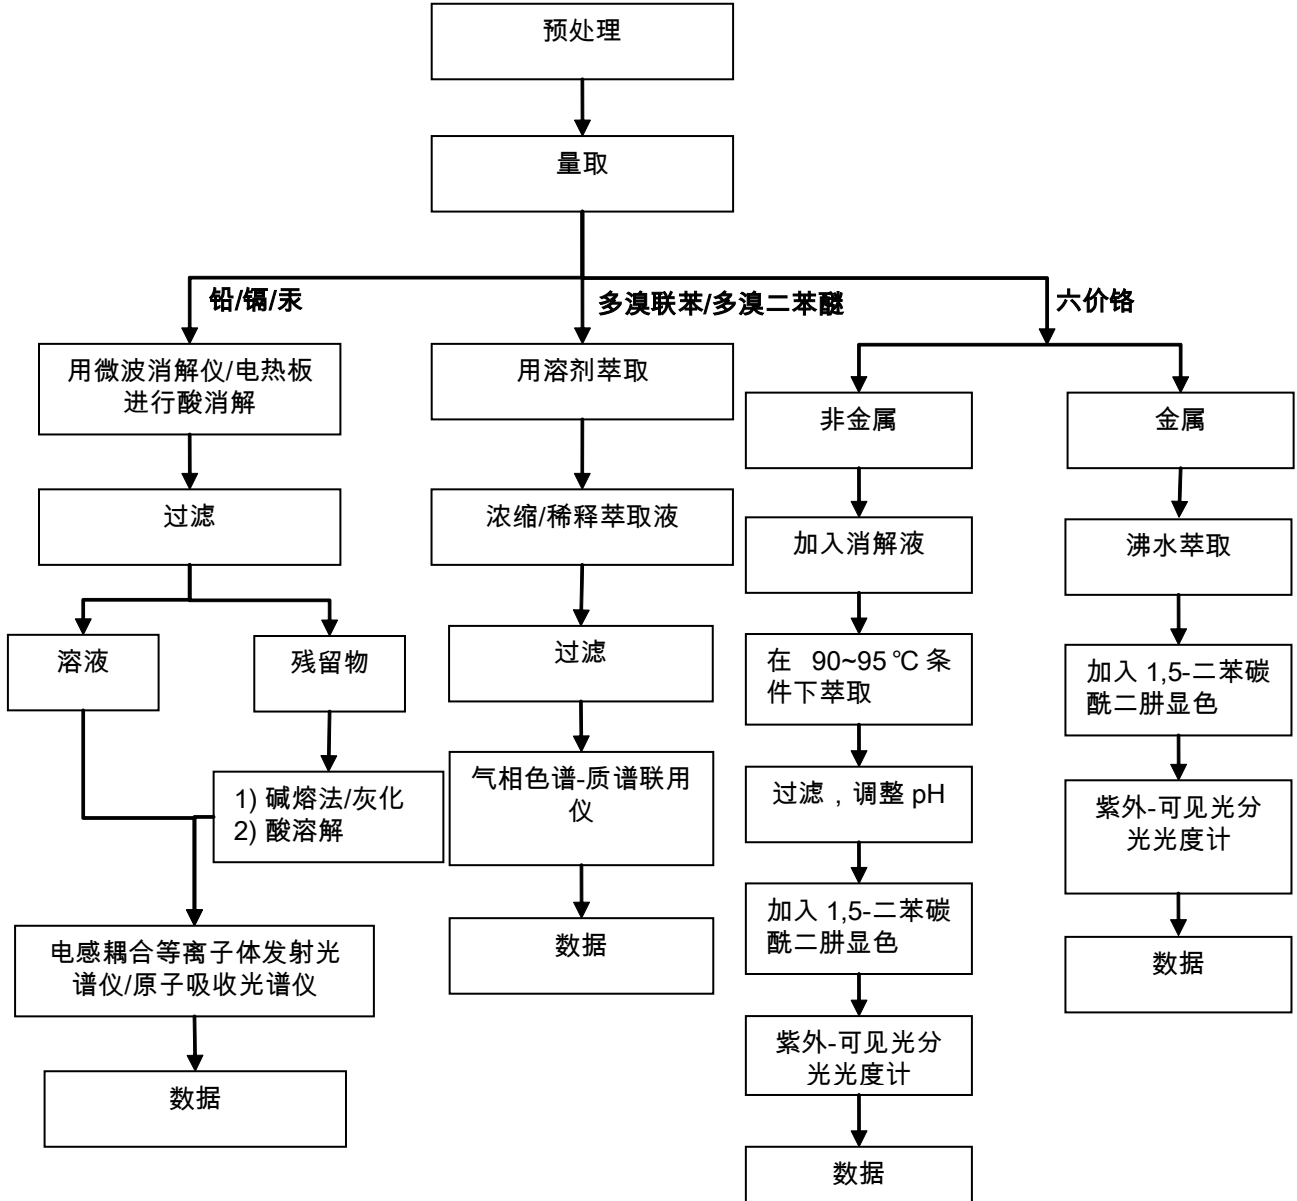 预处理
量取
铅/镉/汞
多溴联苯/多溴二苯醚
六价铬
用微波消解仪/电热板
进行酸消解
过滤
溶液
残留物
1) 碱熔法/灰化
2) 酸溶解
电感耦合等离子体发射光
谱仪/原子吸收光谱仪
数据
用溶剂萃取
浓缩/稀释萃取液
过滤
气相色谱-质谱联用
仪
数据
非金属
加入消解液
在 90~95 ℃ 条
件下萃取
过滤，调整 pH
加入 1,5-二苯碳
酰二肼显色
紫外-可见光分
光光度计
数据
金属
沸水萃取
加入 1,5-二苯碳
酰二肼显色
紫外-可见光分
光光度计
数据